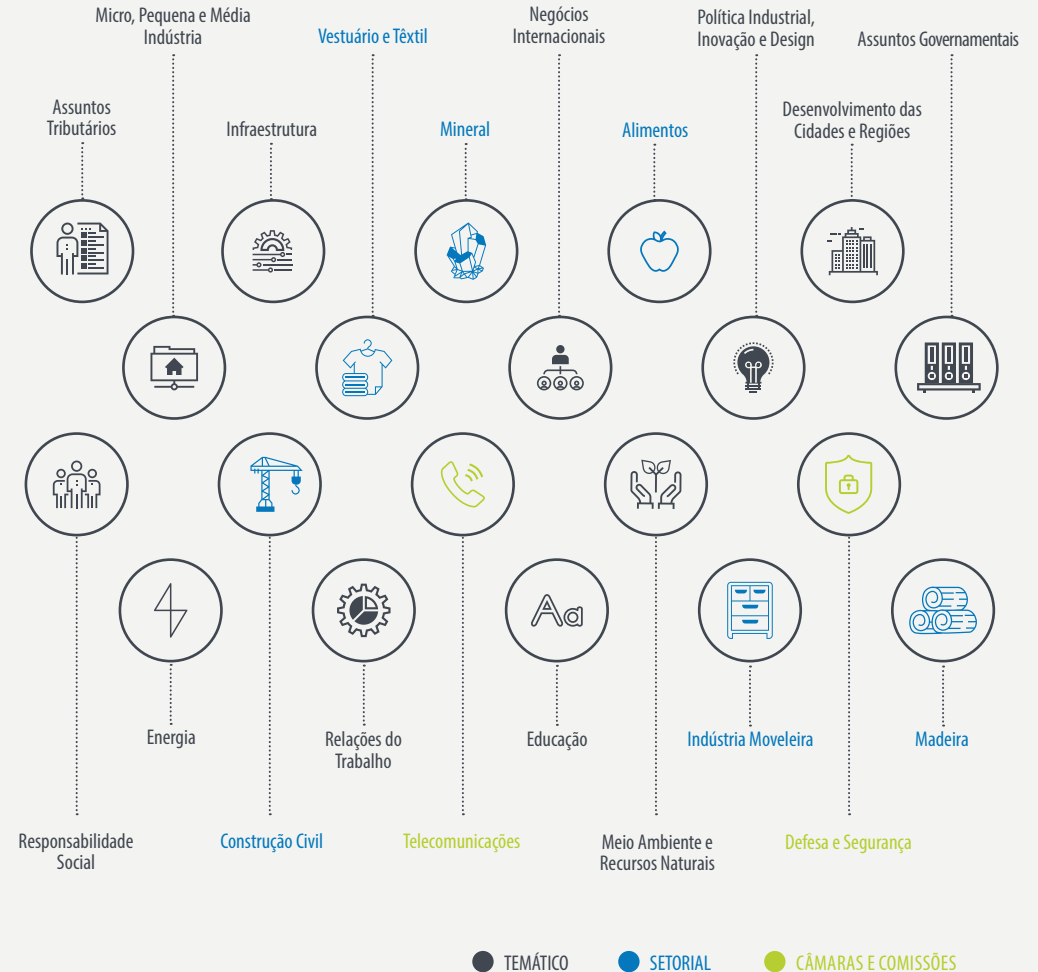 Micro, Pequena e Média
Indústria
Vestuário e Têxtil
Negócios
Internacionais
Política Industrial,
Inovação e Design
Assuntos Governamentais
Assuntos
Tributários
Infraestrutura
Mineral
Alimentos
Desenvolvimento das
Cidades e Regiões
Aa
Energia
Relações do
Trabalho
Educação
Indústria Moveleira
Madeira
Responsabilidade
Social
Construção Civil
Telecomunicações
Meio Ambiente e
Recursos Naturais
Defesa e Segurança
TEMÁTICO
SETORIAL
CÂMARAS E COMISSÕES